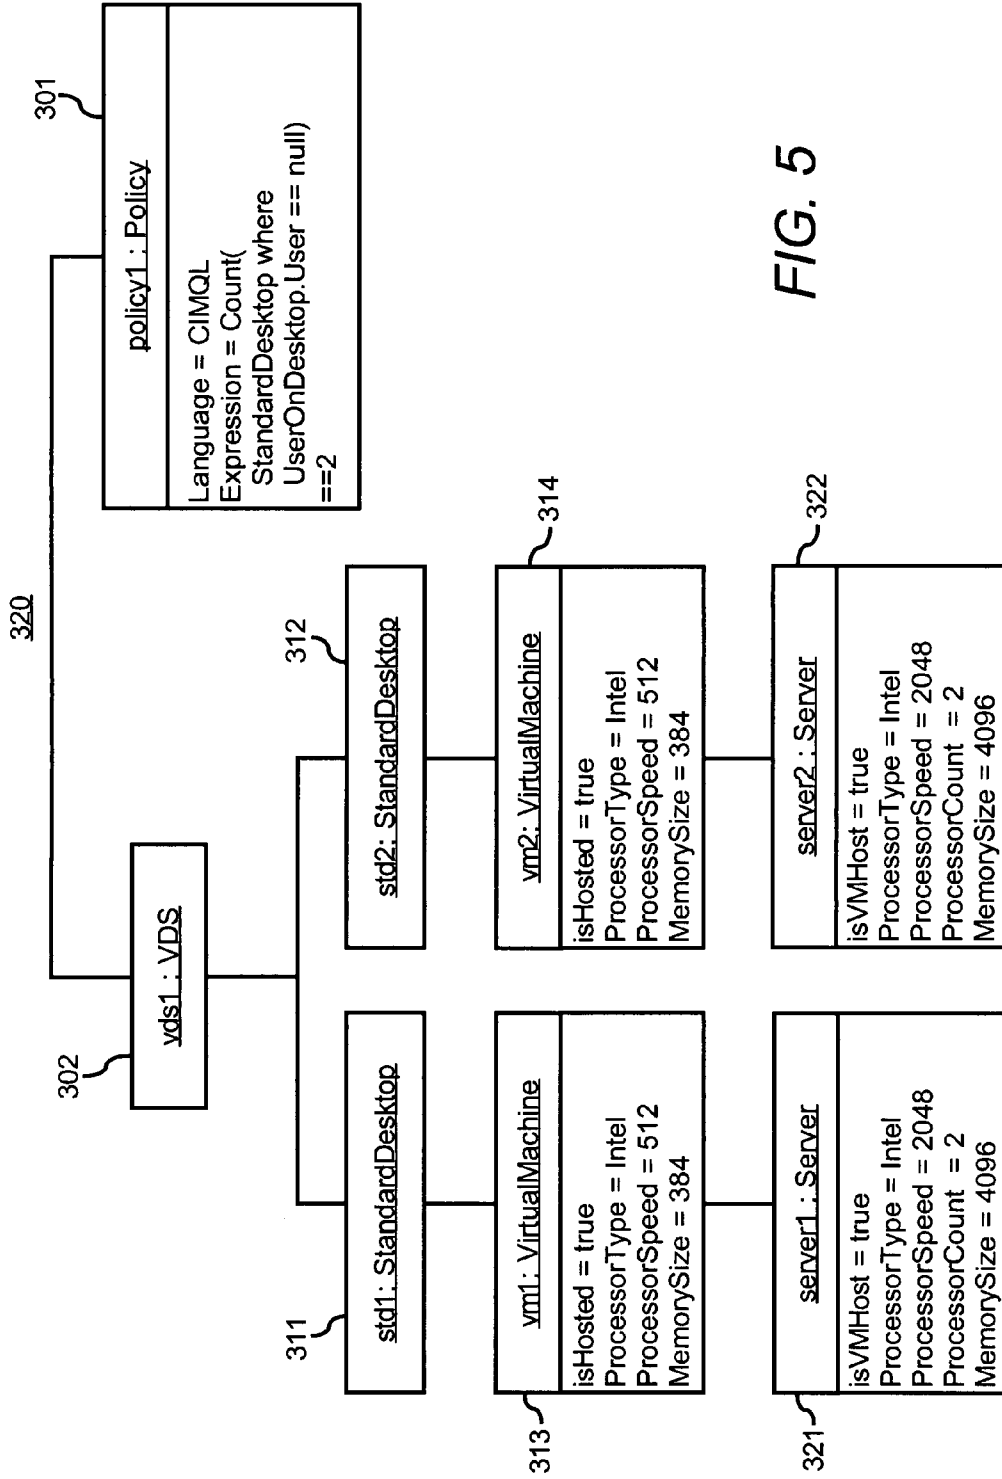 320
301
policy1 : Policy
Language = CIMQL
Expression = Count(
StandardDesktop where
UserOnDesktop.User == null)
==2
302
vds1 : VDS
311
std1: StandardDesktop
312
std2: StandardDesktop
313
vm1: VirtualMachine
isHosted = true
ProcessorType = Intel
ProcessorSpeed = 512
MemorySize = 384
314
vm2: VirtualMachine
isHosted = true
ProcessorType = Intel
ProcessorSpeed = 512
MemorySize = 384
321
server1 : Server
isVMHost = true
ProcessorType = Intel
ProcessorSpeed = 2048
ProcessorCount = 2
MemorySize = 4096
322
server2 : Server
isVMHost = true
ProcessorType = Intel
ProcessorSpeed = 2048
ProcessorCount = 2
MemorySize = 4096
FIG. 5